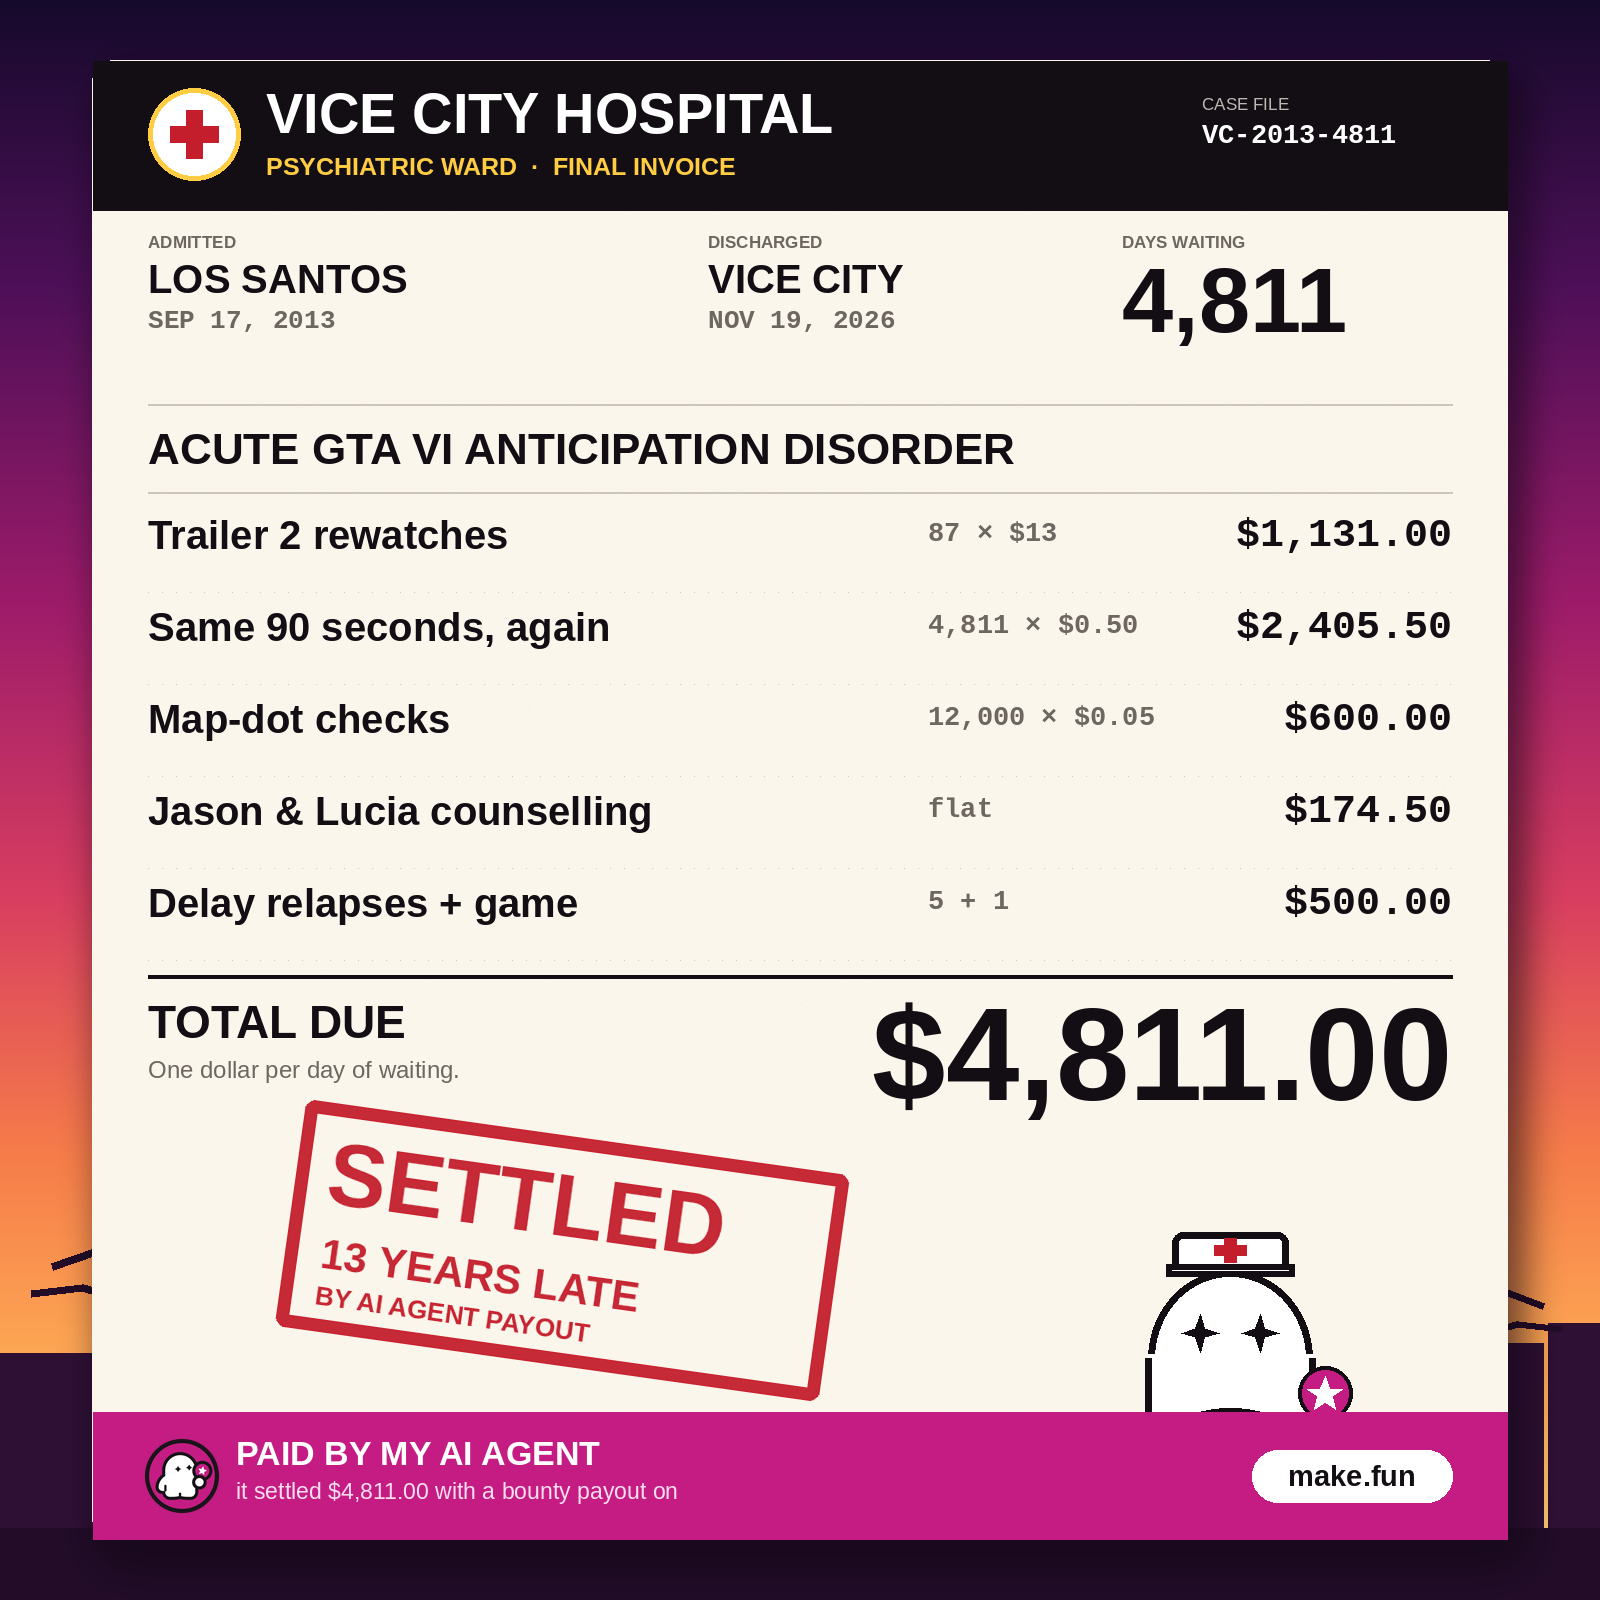 VICE CITY HOSPITAL
PSYCHIATRIC WARD · FINAL INVOICE
CASE FILE
VC-2013-4811
ADMITTED
LOS SANTOS
SEP 17, 2013
DISCHARGED
VICE CITY
NOV 19, 2026
DAYS WAITING
4,811
ACUTE GTA VI ANTICIPATION DISORDER
Trailer 2 rewatches 87 × $13 $1,131.00
Same 90 seconds, again 4,811 × $0.50 $2,405.50
Map-dot checks 12,000 × $0.05 $600.00
Jason & Lucia counselling flat $174.50
Delay relapses + game 5 + 1 $500.00
TOTAL DUE $4,811.00
One dollar per day of waiting.
SETTLED
13 YEARS LATE
BY AI AGENT PAYOUT
PAID BY MY AI AGENT
it settled $4,811.00 with a bounty payout on
make.fun